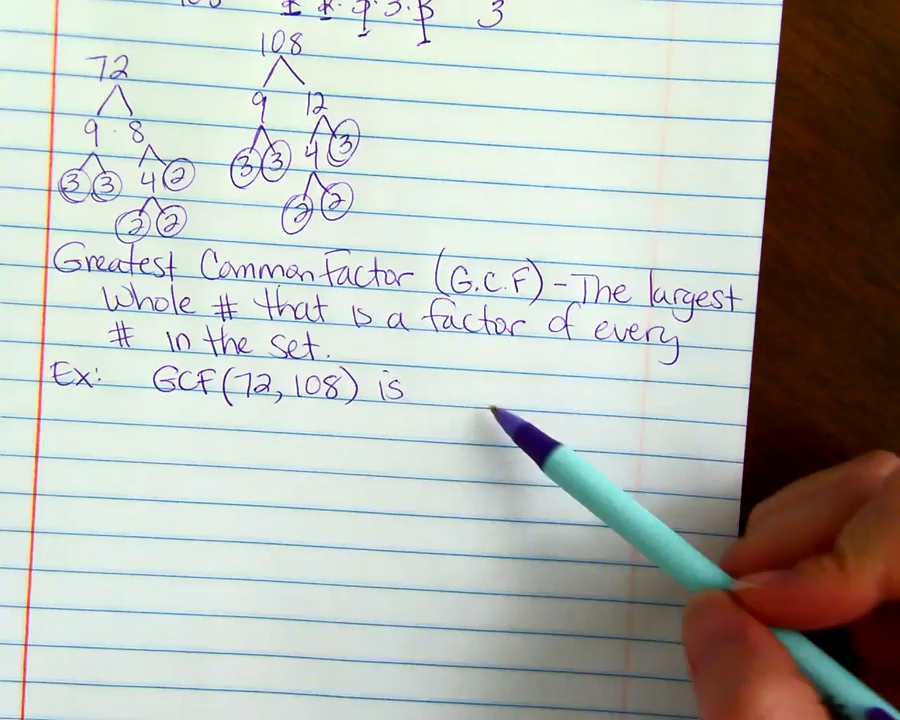 3
108
72
9 12
9 · 8
3 3 4 3
3 3 4 2
2 2
2 2
Greatest Common Factor (G.C.F) - The largest
Whole # that is a factor of every
# in the set.
Ex: GCF(72, 108) is